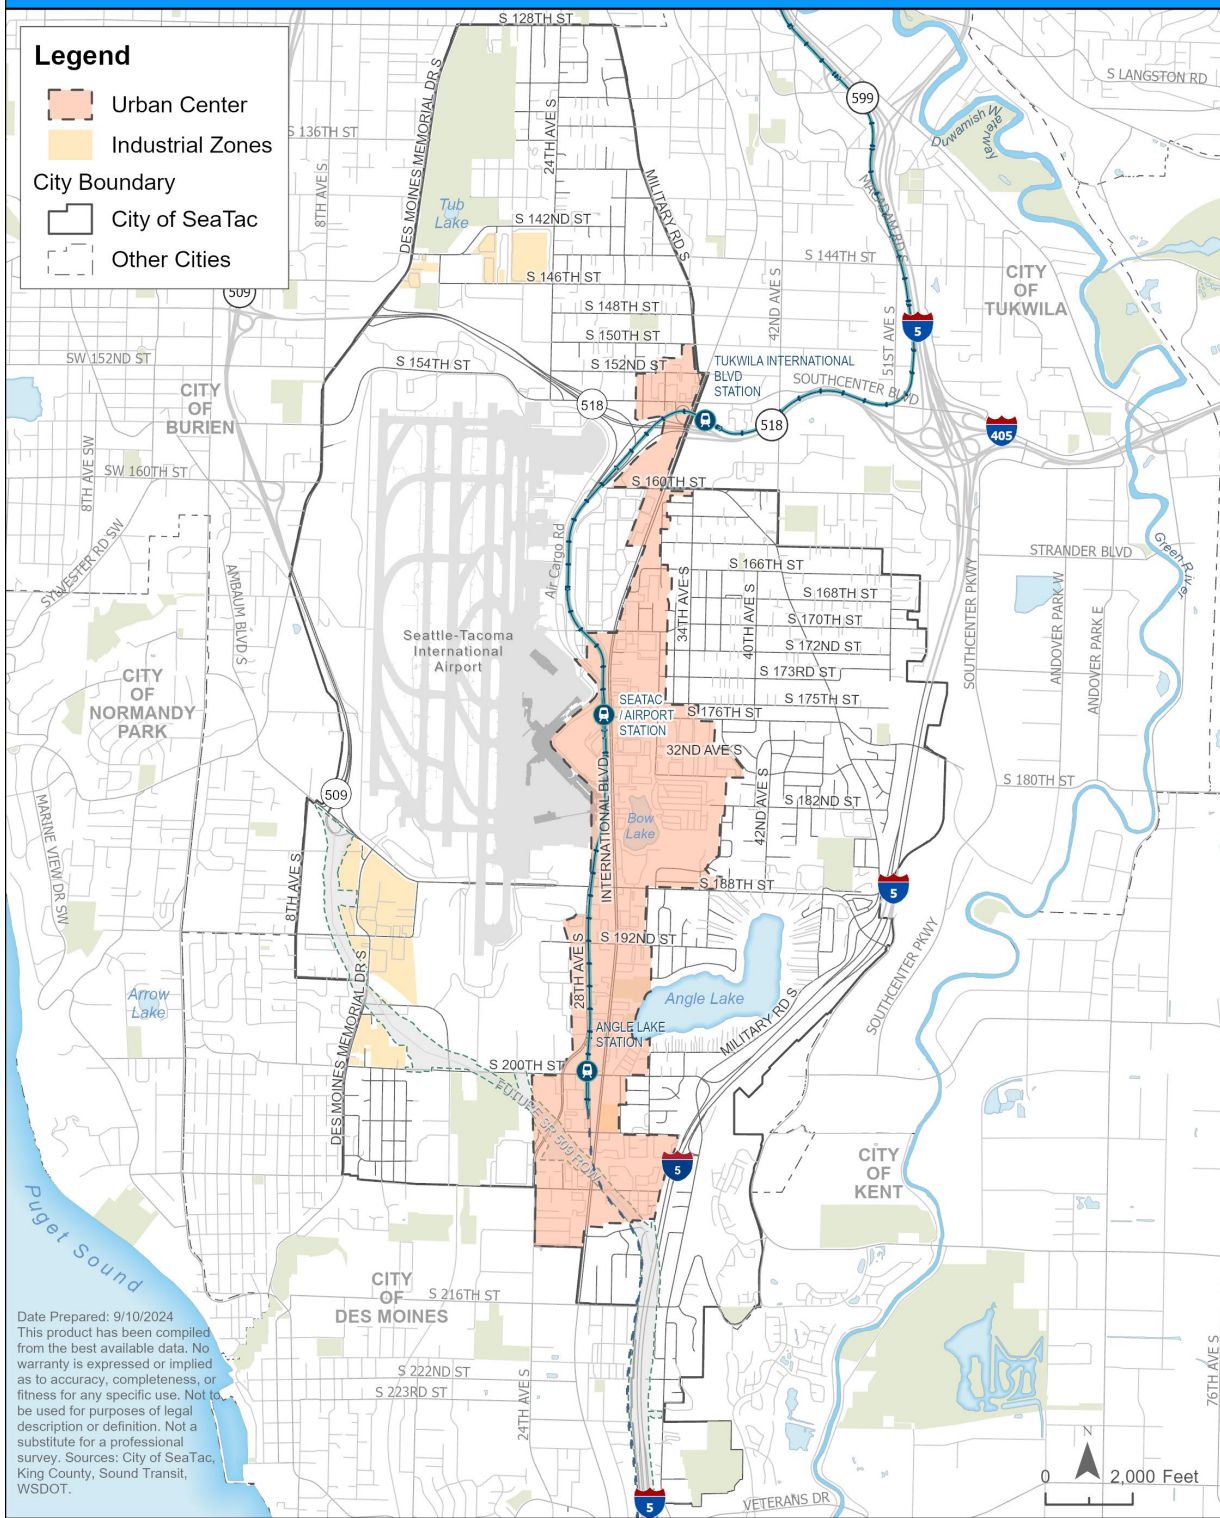 Legend
Urban Center
Industrial Zones
City Boundary
City of SeaTac
Other Cities
S 128TH ST
S LANGSTON RD
599
S 136TH ST
DES MOINES MEMORIAL DR S
24TH AVE S
Duwamish Waterway
8TH AVE S
MILITARY RD S
MACADAM RD S
Tub
Lake
S 142ND ST
S 144TH ST
CITY
OF
TUKWILA
S 146TH ST
509
42ND AVE S
S 148TH ST
5
51ST AVE S
S 150TH ST
SW 152ND ST
S 154TH ST
S 152ND ST
TUKWILA INTERNATIONAL
BLVD
STATION
SOUTHCENTER BLVD
CITY
OF
BURIEN
518
518
405
8TH AVE SW
SW 160TH ST
S 160TH ST
SYLVESTER RD SW
Air Cargo Rd
STRANDER BLVD
Green River
S 166TH ST
AMBAUM BLVD S
34TH AVE S
40TH AVE S
S 168TH ST
SOUTHCENTER PKWY
ANDOVER PARK W
ANDOVER PARK E
S 170TH ST
Seattle-Tacoma
International
Airport
S 172ND ST
S 173RD ST
CITY
OF
NORMANDY
PARK
SEATAC
/ AIRPORT
STATION
S 175TH ST
S 176TH ST
32ND AVE S
S 180TH ST
509
INTERNATIONAL BLVD
42ND AVE S
S 182ND ST
MARINE VIEW DR SW
Bow
Lake
8TH AVE S
S 188TH ST
5
28TH AVE S
S 192ND ST
SOUTHCENTER PKWY
DES MOINES MEMORIAL DR S
Arrow
Lake
Angle Lake
MILITARY RD S
ANGLE LAKE
STATION
S 200TH ST
FUTURE SR 509 ROW
5
CITY
OF
KENT
Puget Sound
CITY
OF
DES MOINES
S 216TH ST
Date Prepared: 9/10/2024
This product has been compiled
from the best available data. No
warranty is expressed or implied
as to accuracy, completeness, or
fitness for any specific use. Not to
be used for purposes of legal
description or definition. Not a
substitute for a professional
survey. Sources: City of SeaTac,
King County, Sound Transit,
WSDOT.
S 222ND ST
S 223RD ST
24TH AVE S
76TH AVE S
N
0 2,000 Feet
5
VETERANS DR